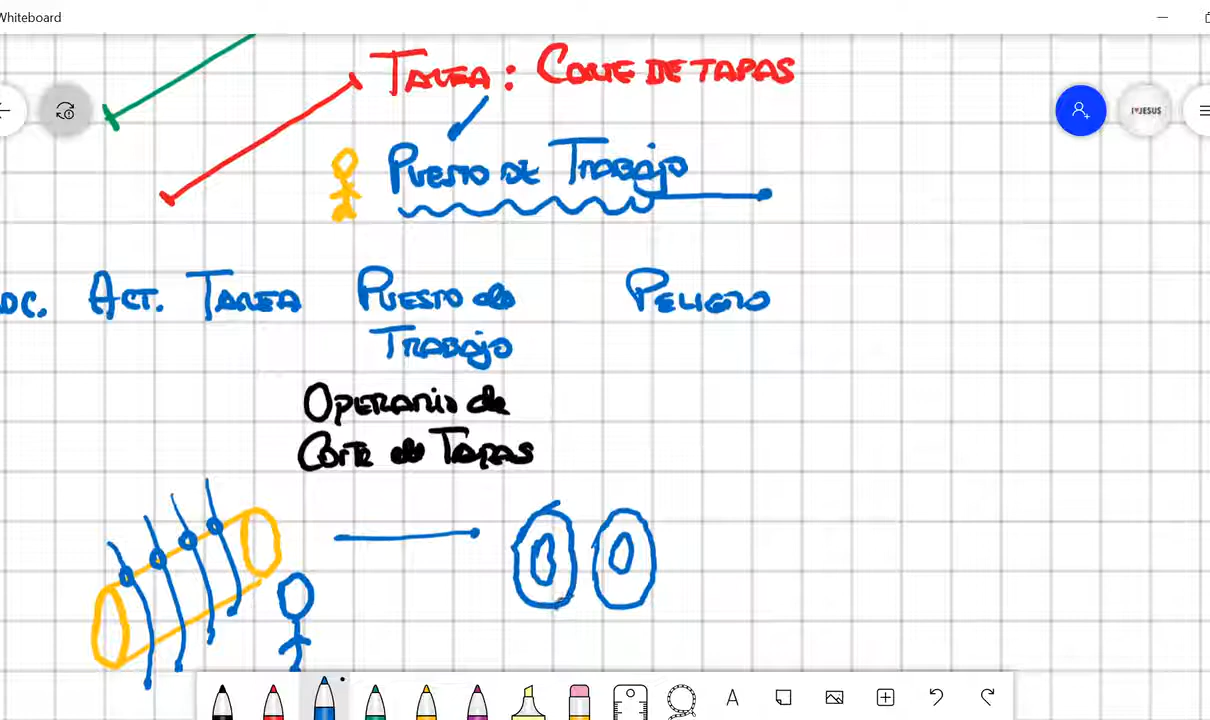 Whiteboard
TAREA: CORTE DE TAPAS
I♥JESUS
PUESTO DE TRABAJO
ACT. TAREA PUESTO de PELIGRO
TRABAJO
OPERARIO de
CORTE de TAPAS
A